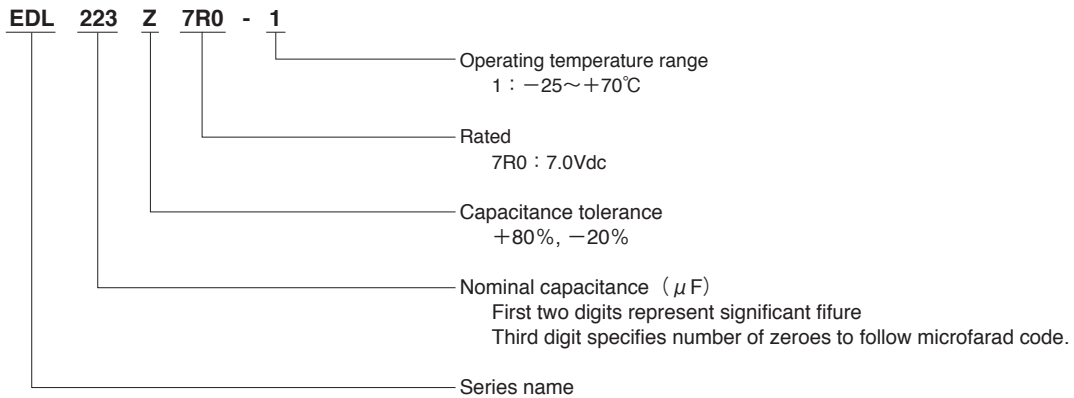 EDL 223 Z 7R0 - 1
Operating temperature range
1：－25～＋70℃
Rated
7R0：7.0Vdc
Capacitance tolerance
＋80%, －20%
Nominal capacitance（μF）
First two digits represent significant fifure
Third digit specifies number of zeroes to follow microfarad code.
Series name